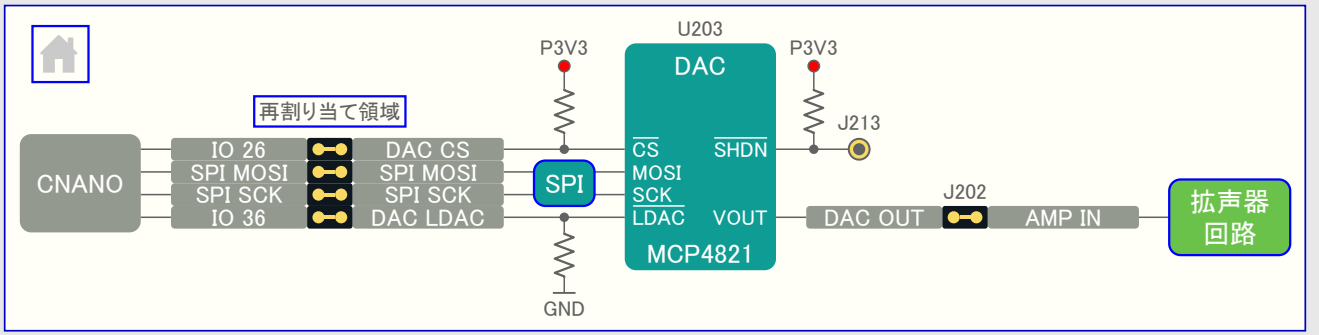 U203
P3V3
P3V3
DAC
再割り当て領域
J213
CNANO
IO 26
DAC CS
CS
SHDN
SPI MOSI
SPI MOSI
SPI
MOSI
SPI SCK
SPI SCK
SCK
J202
IO 36
DAC LDAC
LDAC
VOUT
DAC OUT
AMP IN
拡声器
回路
MCP4821
GND